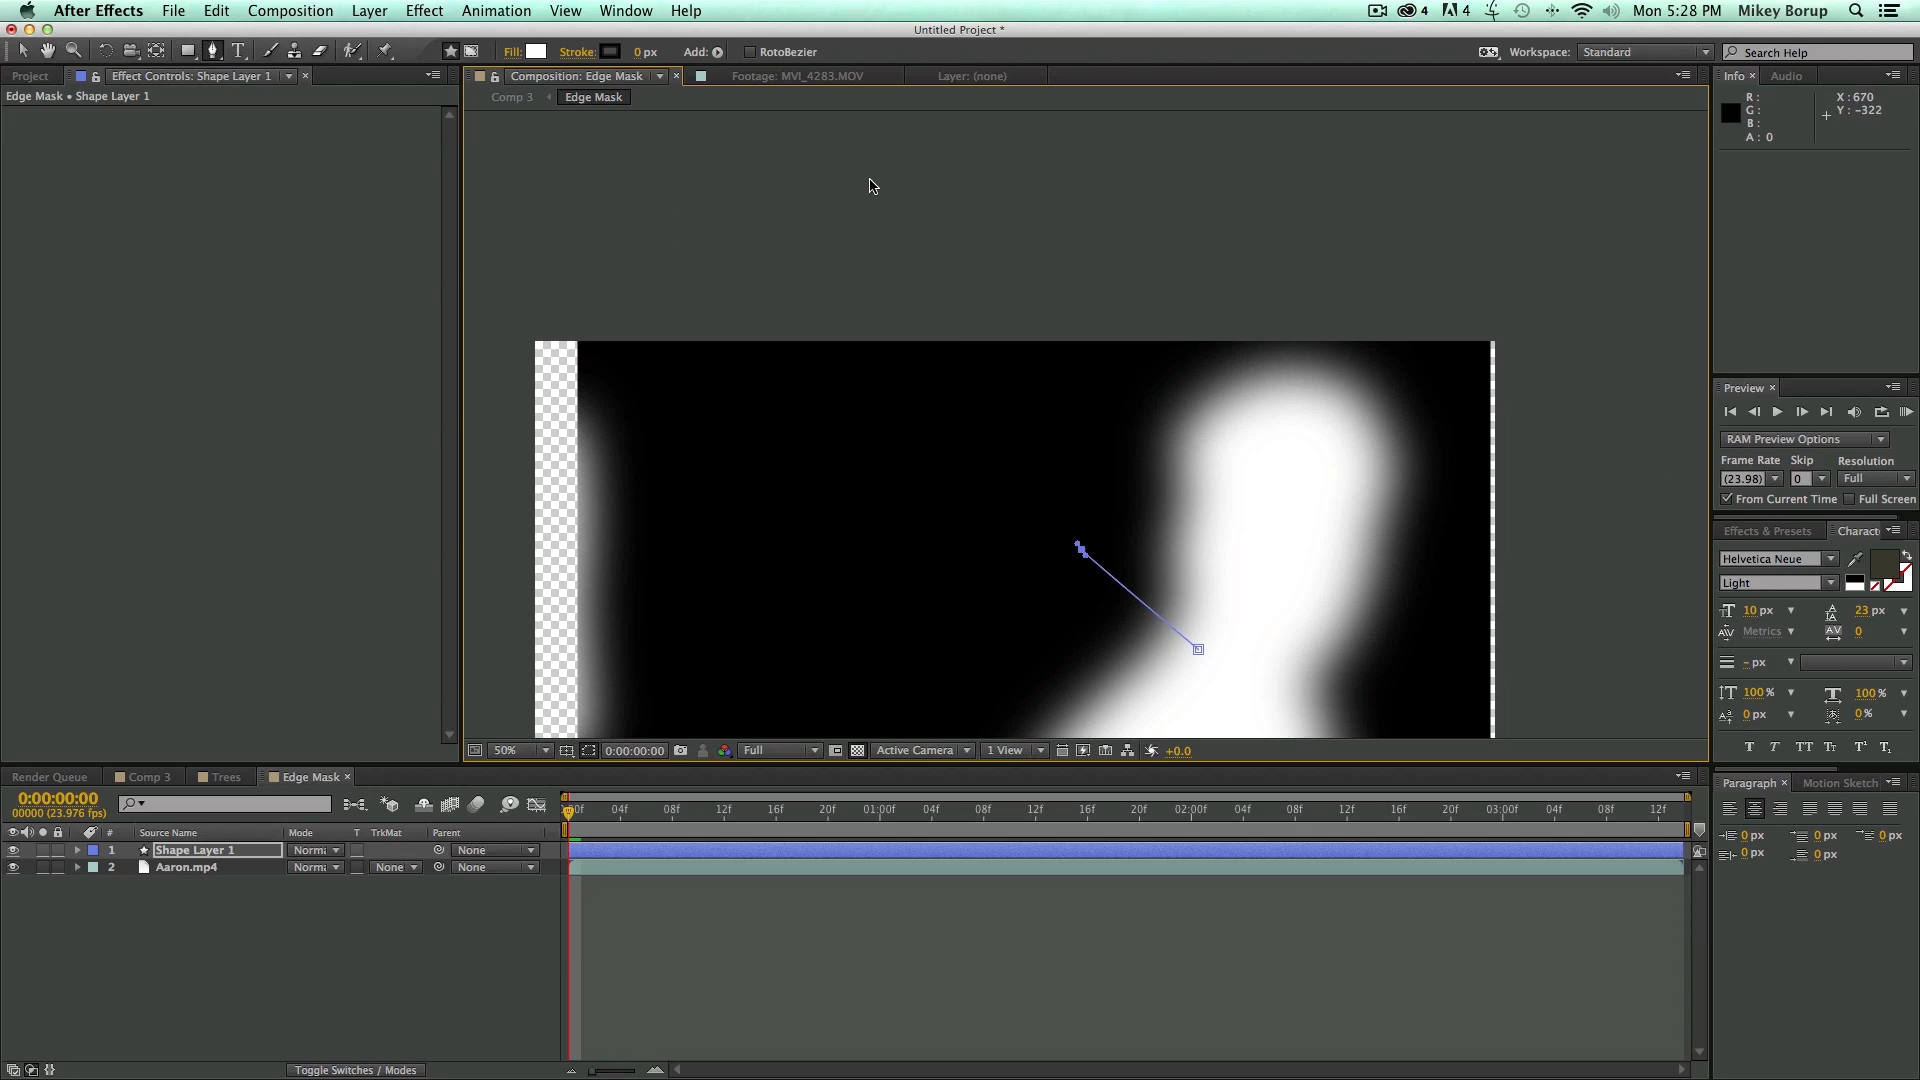 After Effects File Edit Composition Layer Effect Animation View Window Help 4 4 Mon 5:28 PM Mikey Borup
Untitled Project *
Fill: Stroke: 0 px Add: RotoBezier Workspace: Standard Search Help
Project Effect Controls: Shape Layer 1 × Composition: Edge Mask × Footage: MVI_4283.MOV Layer: (none) Info × Audio
Edge Mask • Shape Layer 1
Comp 3 Edge Mask
R :
G :
B :
A : 0
X : 670
Y : -322
Preview ×
RAM Preview Options
Frame Rate Skip Resolution
(23.98) 0 Full
From Current Time Full Screen
Effects & Presets Charact
Helvetica Neue
Light
10 px 23 px
Metrics 0
- px
100 % 100 %
0 px 0 %
T T TT Tt T¹ T₁
50% 0:00:00:00 Full Active Camera 1 View +0.0
Render Queue Comp 3 Trees Edge Mask × Paragraph × Motion Sketch
0:00:00:00
00000 (23.976 fps)
:00f 04f 08f 12f 16f 20f 01:00f 04f 08f 12f 16f 20f 02:00f 04f 08f 12f 16f 20f 03:00f 04f 08f 12f
# Source Name Mode T TrkMat Parent
1 Shape Layer 1 Norma None
2 Aaron.mp4 Norma None None
0 px 0 px 0 px
0 px 0 px
Toggle Switches / Modes